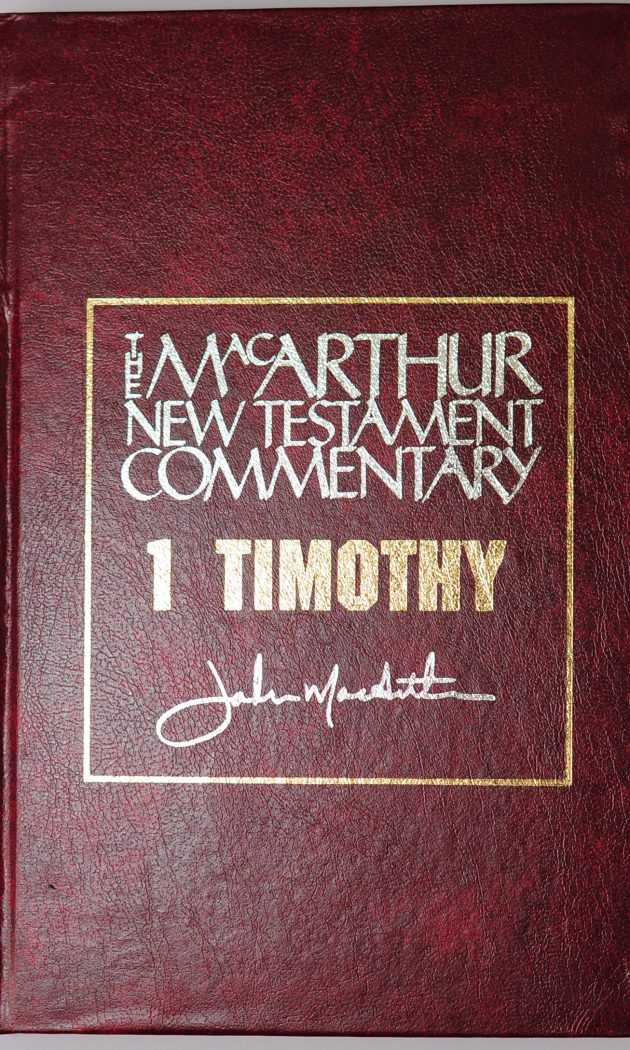 THE MACARTHUR
NEW TESTAMENT
COMMENTARY
1 TIMOTHY
John MacArthur